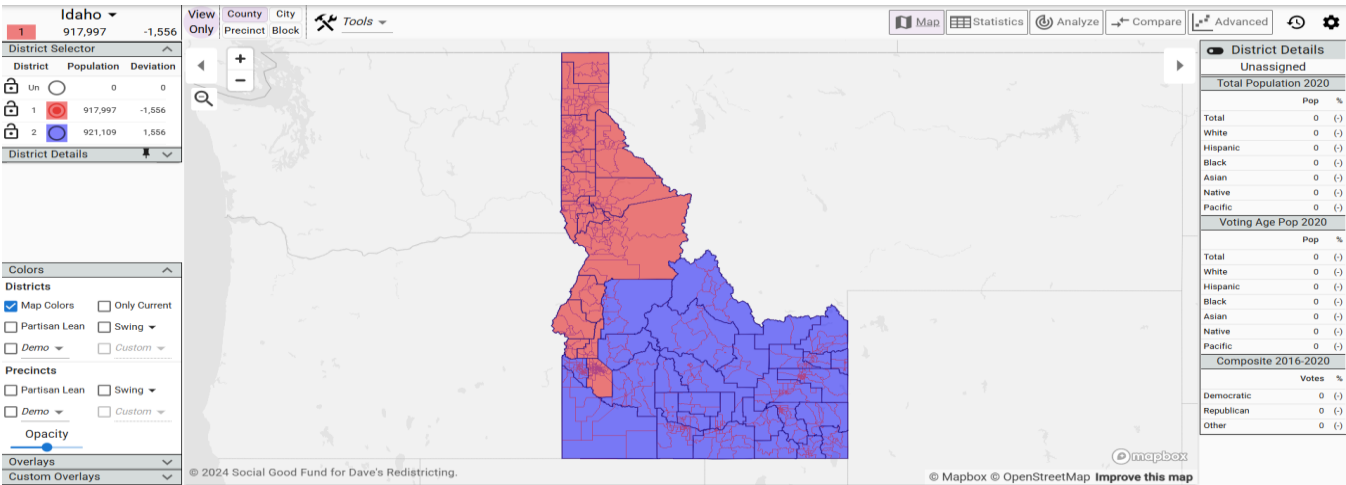 Idaho
1 917,997 -1,556
District Selector
District Population Deviation
Un 0 0
1 917,997 -1,556
2 921,109 1,556
District Details
Colors
Districts
Map Colors Only Current
Partisan Lean Swing
Demo Custom
Precincts
Partisan Lean Swing
Demo Custom
Opacity
Overlays
Custom Overlays
View Only
County City
Precinct Block
Tools
Map Statistics Analyze Compare Advanced
+
−
© 2024 Social Good Fund for Dave's Redistricting.
mapbox
© Mapbox © OpenStreetMap Improve this map
District Details
Unassigned
Total Population 2020
Pop %
Total 0 (-)
White 0 (-)
Hispanic 0 (-)
Black 0 (-)
Asian 0 (-)
Native 0 (-)
Pacific 0 (-)
Voting Age Pop 2020
Pop %
Total 0 (-)
White 0 (-)
Hispanic 0 (-)
Black 0 (-)
Asian 0 (-)
Native 0 (-)
Pacific 0 (-)
Composite 2016-2020
Votes %
Democratic 0 (-)
Republican 0 (-)
Other 0 (-)